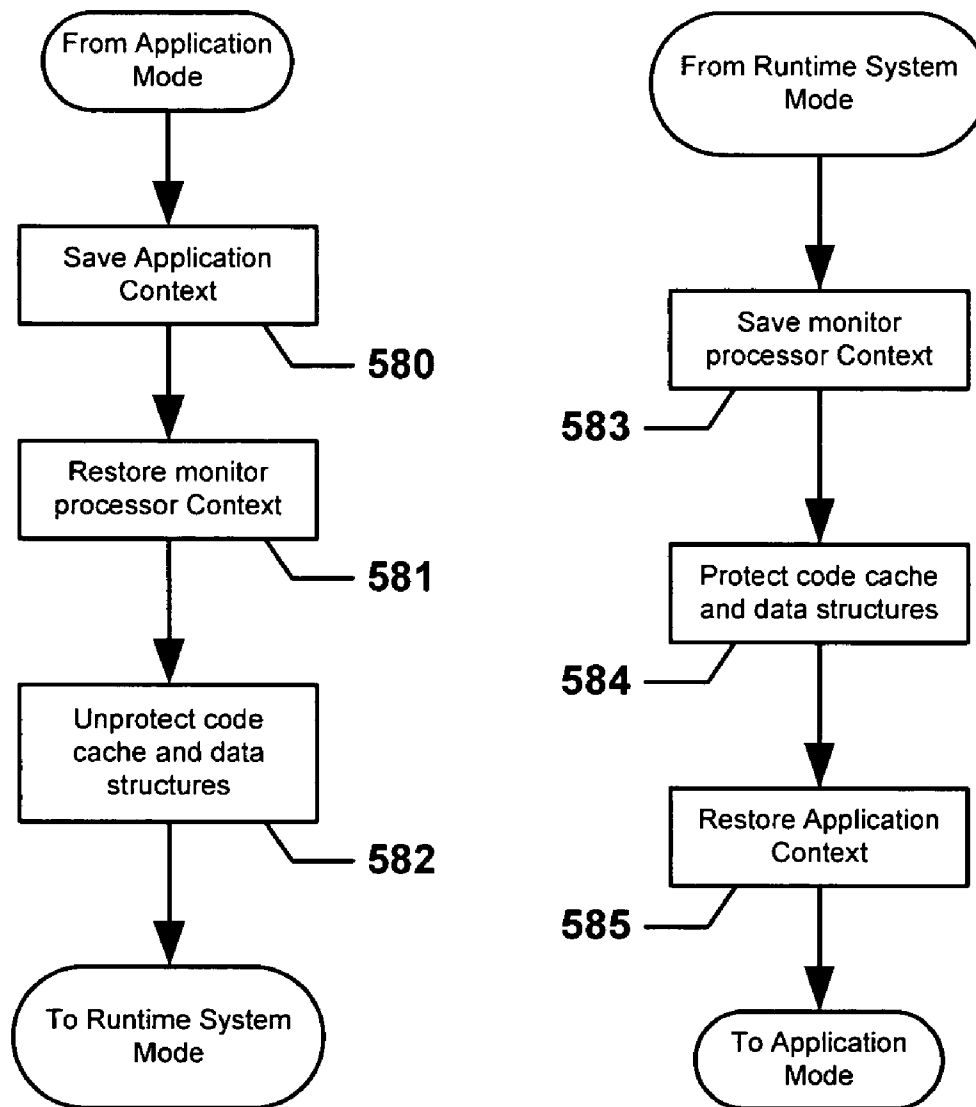 From Application
Mode
Save Application
Context
580
Restore monitor
processor Context
581
Unprotect code
cache and data
structures
582
To Runtime System
Mode
From Runtime System
Mode
Save monitor
processor Context
583
Protect code cache
and data structures
584
Restore Application
Context
585
To Application
Mode